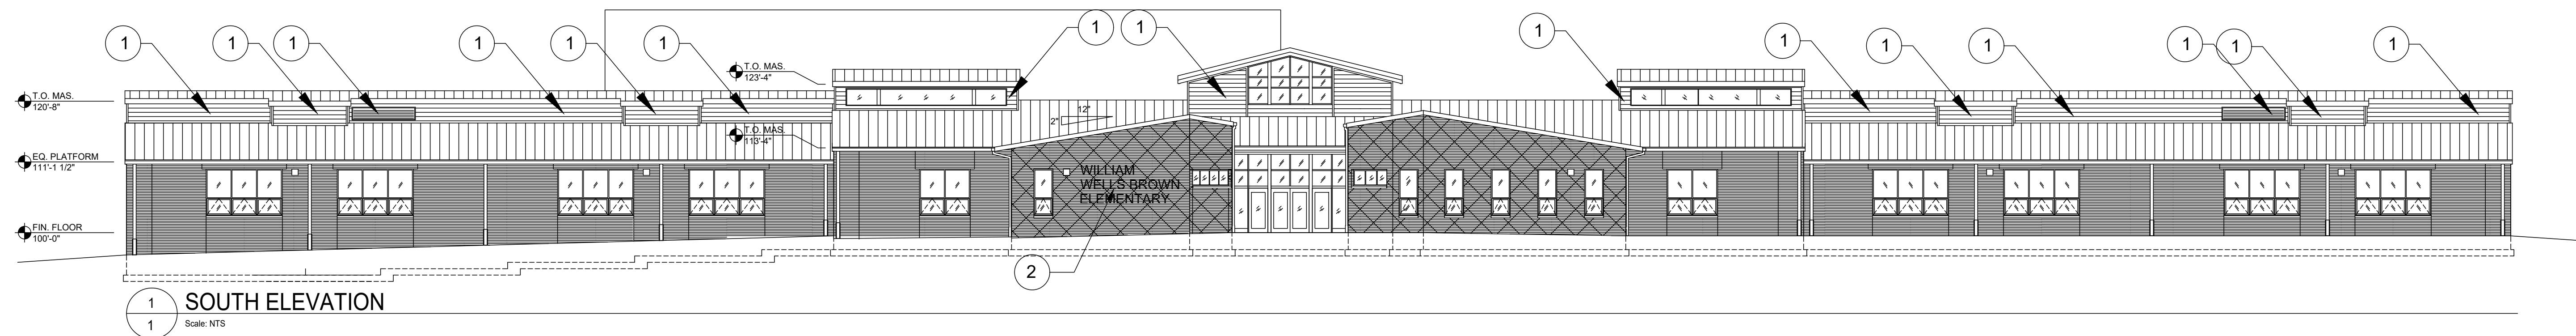 1 1 1 1 1 1 1 1 1 1 1 1 1 1 1
T.O. MAS.
123'-4"
T.O. MAS.
120'-8"
12"
2"
T.O. MAS.
113'-4"
EQ. PLATFORM
111'-1 1/2"
WILLIAM
WELLS BROWN
ELEMENTARY
FIN. FLOOR
100'-0"
2
1
SOUTH ELEVATION
1
Scale: NTS